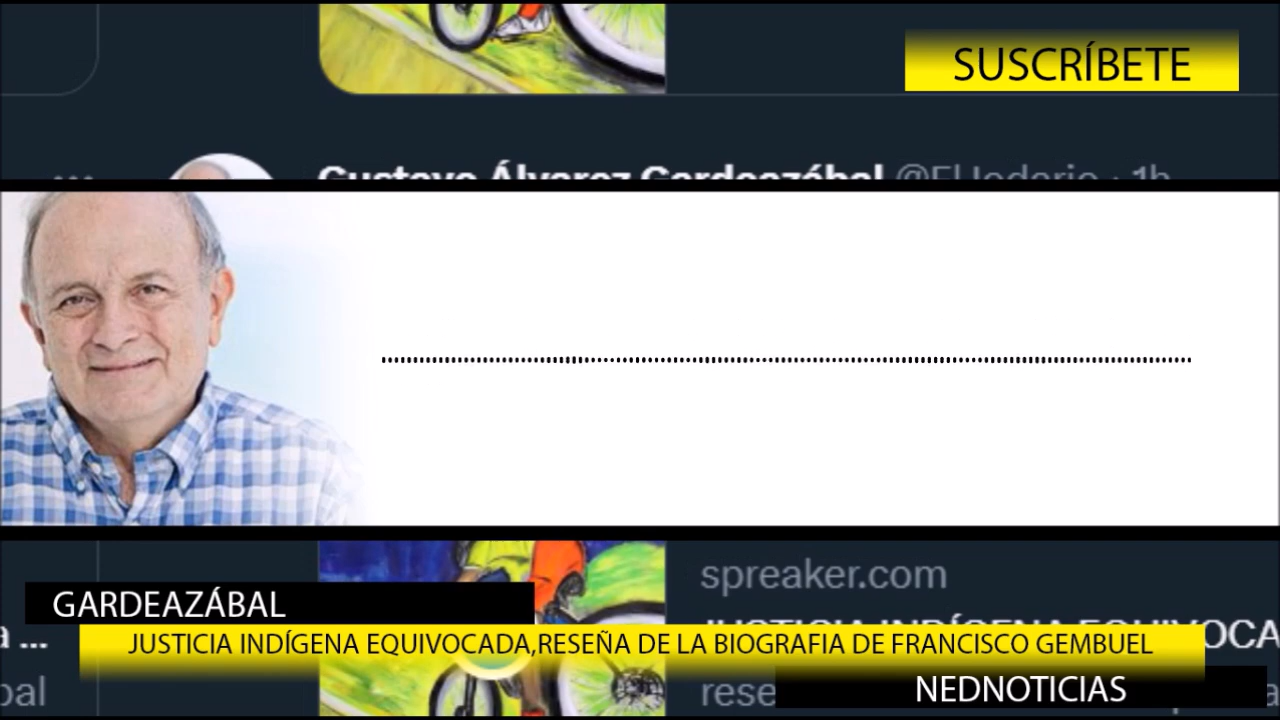 SUSCRÍBETE
Gustavo Álvarez Gardeazábal @ElJodario · 1h
spreaker.com
GARDEAZÁBAL
JUSTICIA INDÍGENA EQUIVOCADA,RESEÑA DE LA BIOGRAFIA DE FRANCISCO GEMBUEL
NEDNOTICIAS